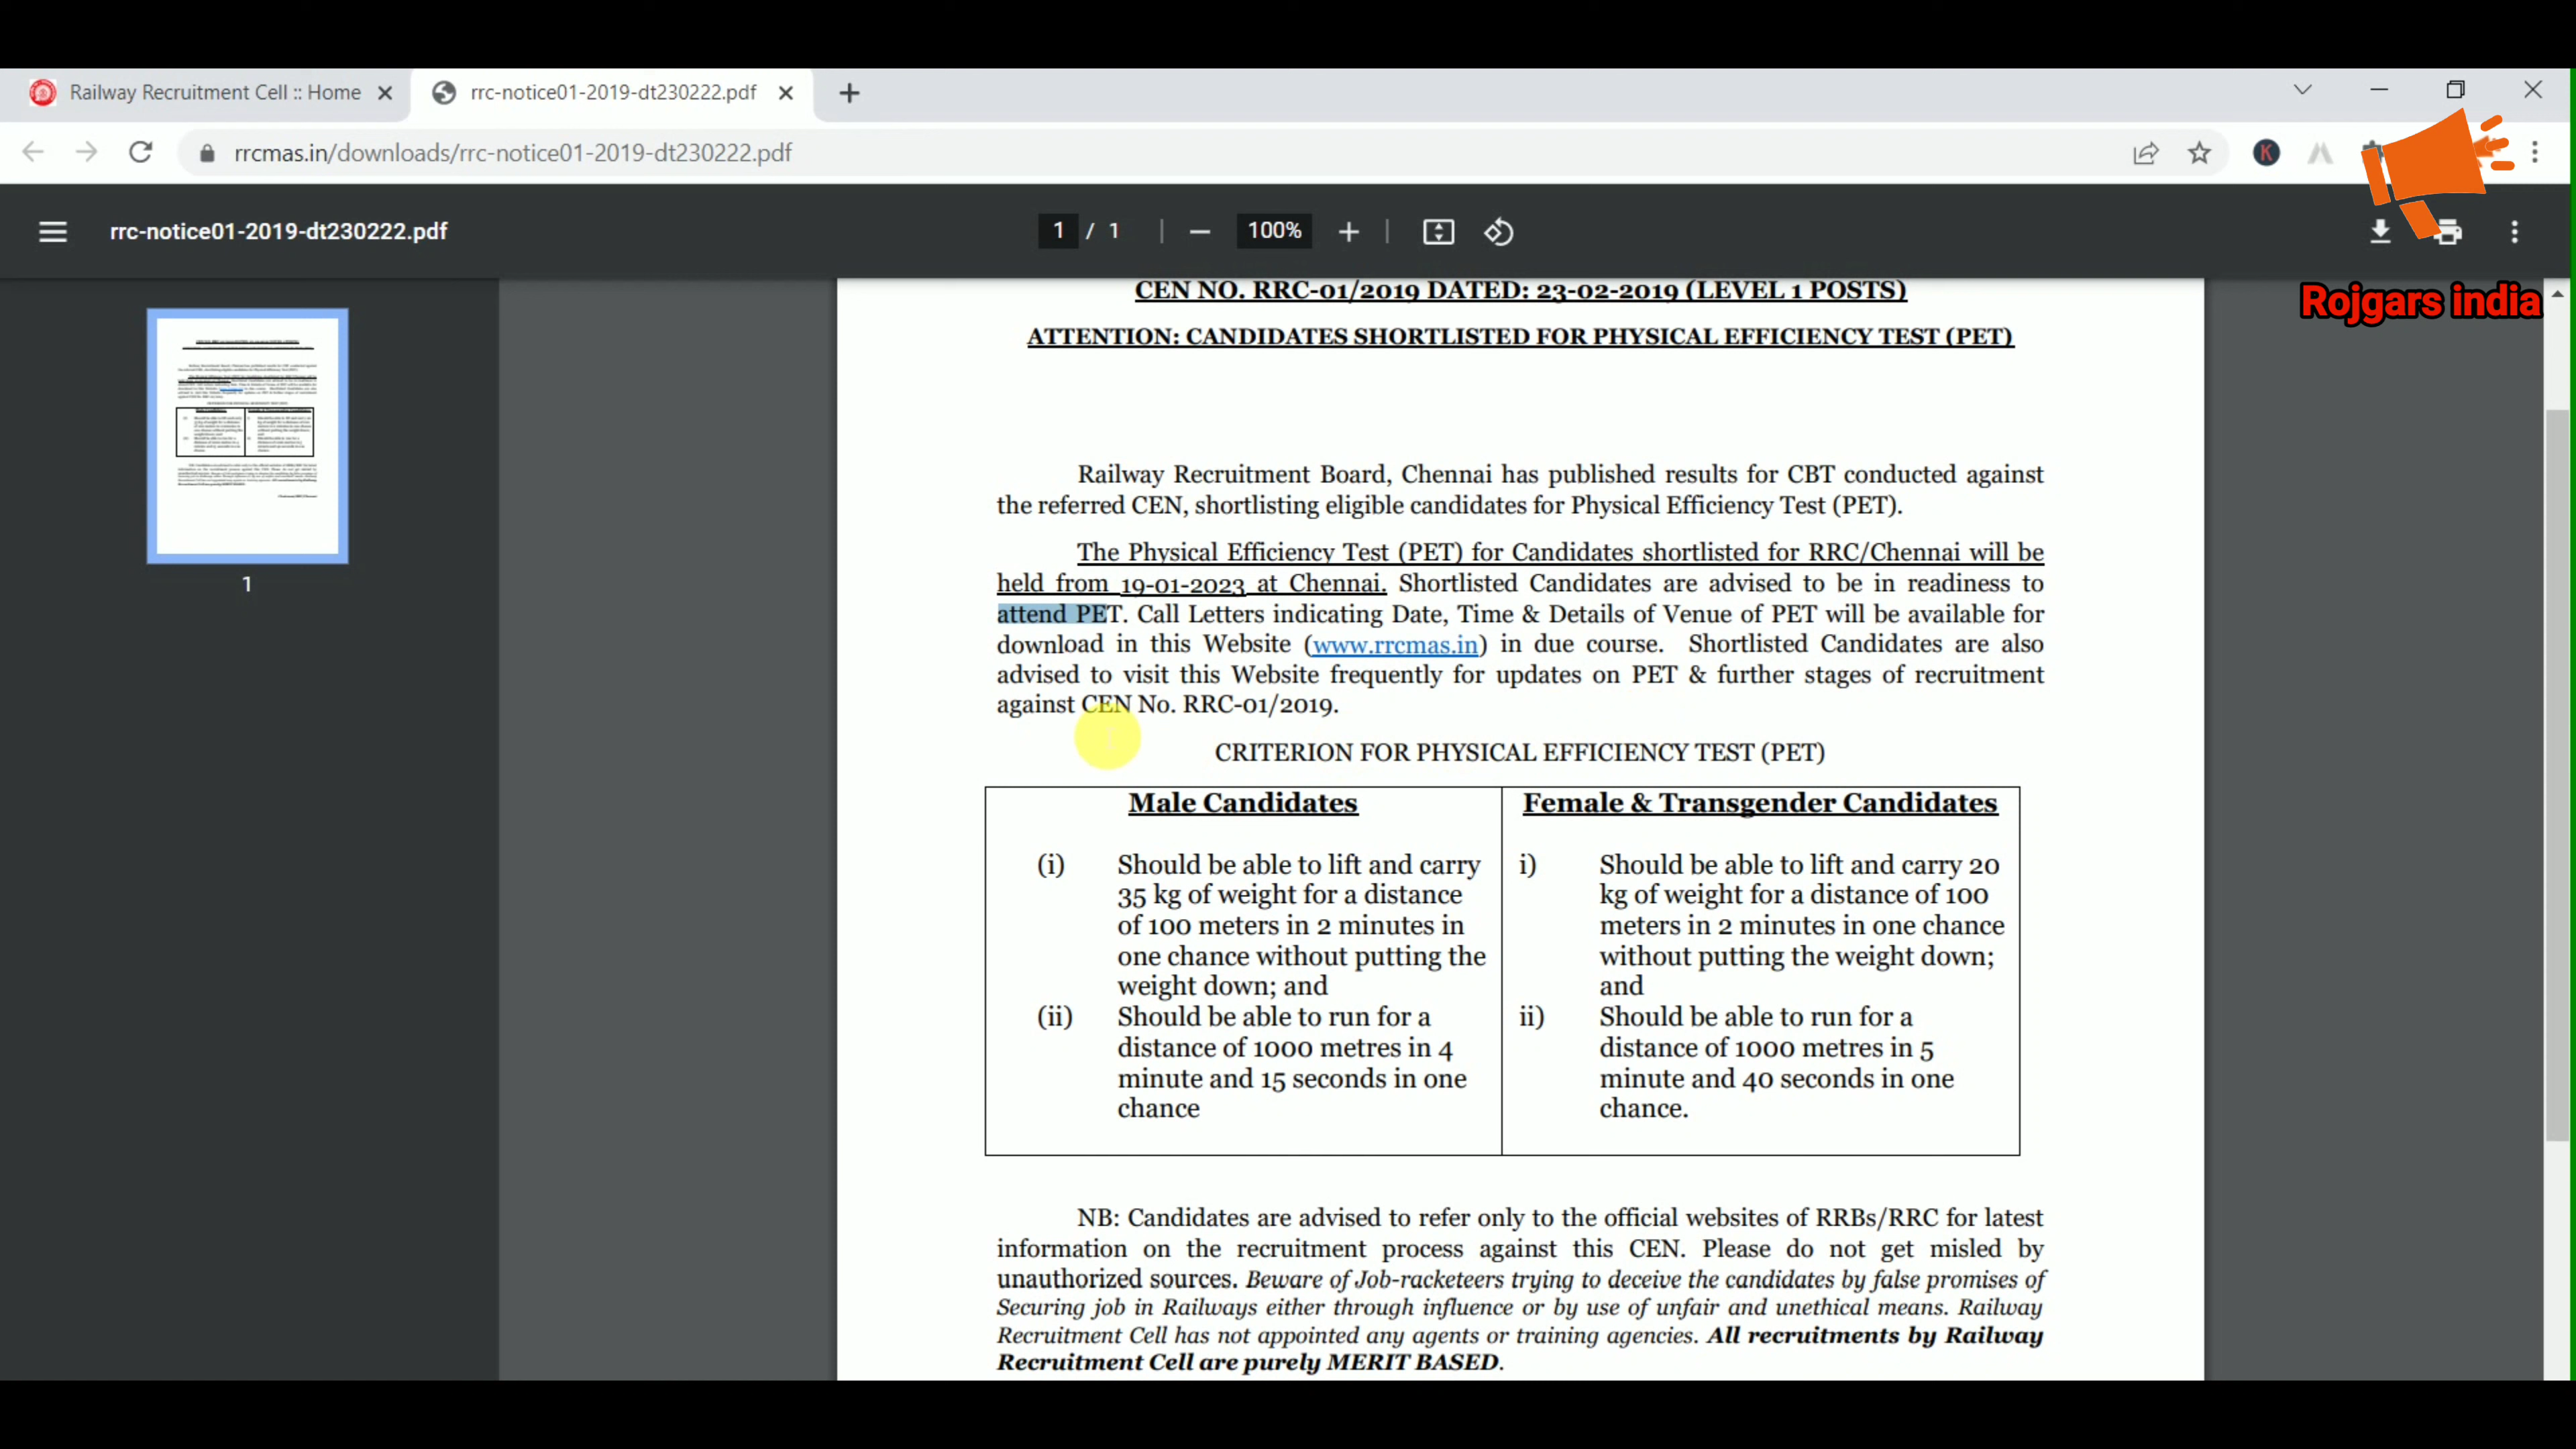 Railway Recruitment Cell :: Home
rrc-notice01-2019-dt230222.pdf
rrcmas.in/downloads/rrc-notice01-2019-dt230222.pdf
K
rrc-notice01-2019-dt230222.pdf
1 / 1
100%
Rojgars india
1
CEN NO. RRC-01/2019 DATED: 23-02-2019 (LEVEL 1 POSTS)
ATTENTION: CANDIDATES SHORTLISTED FOR PHYSICAL EFFICIENCY TEST (PET)
Railway Recruitment Board, Chennai has published results for CBT conducted against
the referred CEN, shortlisting eligible candidates for Physical Efficiency Test (PET).
The Physical Efficiency Test (PET) for Candidates shortlisted for RRC/Chennai will be
held from 19-01-2023 at Chennai. Shortlisted Candidates are advised to be in readiness to
attend PET. Call Letters indicating Date, Time & Details of Venue of PET will be available for
download in this Website (www.rrcmas.in) in due course. Shortlisted Candidates are also
advised to visit this Website frequently for updates on PET & further stages of recruitment
against CEN No. RRC-01/2019.
CRITERION FOR PHYSICAL EFFICIENCY TEST (PET)
Male Candidates
(i) Should be able to lift and carry
35 kg of weight for a distance
of 100 meters in 2 minutes in
one chance without putting the
weight down; and
(ii) Should be able to run for a
distance of 1000 metres in 4
minute and 15 seconds in one
chance
Female & Transgender Candidates
i) Should be able to lift and carry 20
kg of weight for a distance of 100
meters in 2 minutes in one chance
without putting the weight down;
and
ii) Should be able to run for a
distance of 1000 metres in 5
minute and 40 seconds in one
chance.
NB: Candidates are advised to refer only to the official websites of RRBs/RRC for latest
information on the recruitment process against this CEN. Please do not get misled by
unauthorized sources. Beware of Job-racketeers trying to deceive the candidates by false promises of
Securing job in Railways either through influence or by use of unfair and unethical means. Railway
Recruitment Cell has not appointed any agents or training agencies. All recruitments by Railway
Recruitment Cell are purely MERIT BASED.